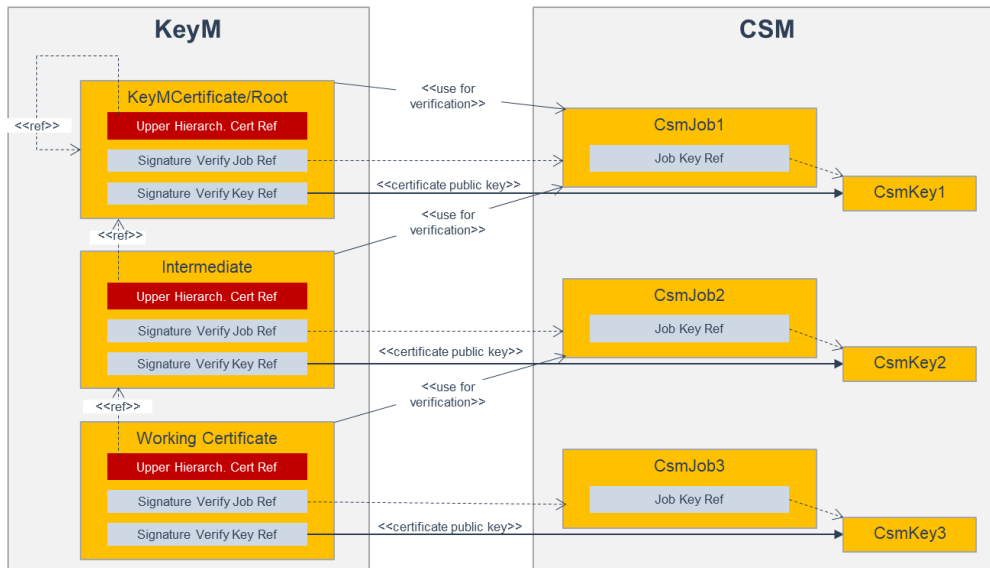 KeyM
CSM
KeyMCertificate/Root
Upper Hierarch. Cert Ref
Signature Verify Job Ref
Signature Verify Key Ref
<<ref>>
<<use for
verification>>
CsmJob1
Job Key Ref
<<certificate public key>>
CsmKey1
<<ref>>
<<use for
verification>>
Intermediate
Upper Hierarch. Cert Ref
Signature Verify Job Ref
Signature Verify Key Ref
CsmJob2
Job Key Ref
<<certificate public key>>
CsmKey2
<<ref>>
<<use for
verification>>
Working Certificate
Upper Hierarch. Cert Ref
Signature Verify Job Ref
Signature Verify Key Ref
CsmJob3
Job Key Ref
<<certificate public key>>
CsmKey3